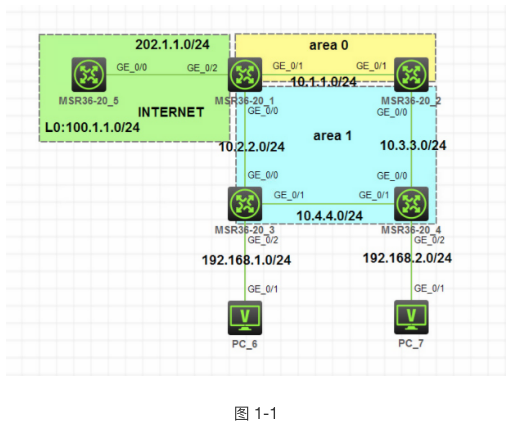 202.1.1.0/24
area 0
GE_0/0
GE_0/2
GE_0/1
GE_0/1
10.1.1.0/24
MSR36-20_5
MSR36-20_1
MSR36-20_2
INTERNET
GE_0/0
GE_0/0
L0:100.1.1.0/24
area 1
10.2.2.0/24
10.3.3.0/24
GE_0/0
GE_0/0
GE_0/1
GE_0/1
10.4.4.0/24
MSR36-20_3
MSR36-20_4
GE_0/2
GE_0/2
192.168.1.0/24
192.168.2.0/24
GE_0/1
GE_0/1
V
V
PC_6
PC_7
图 1-1